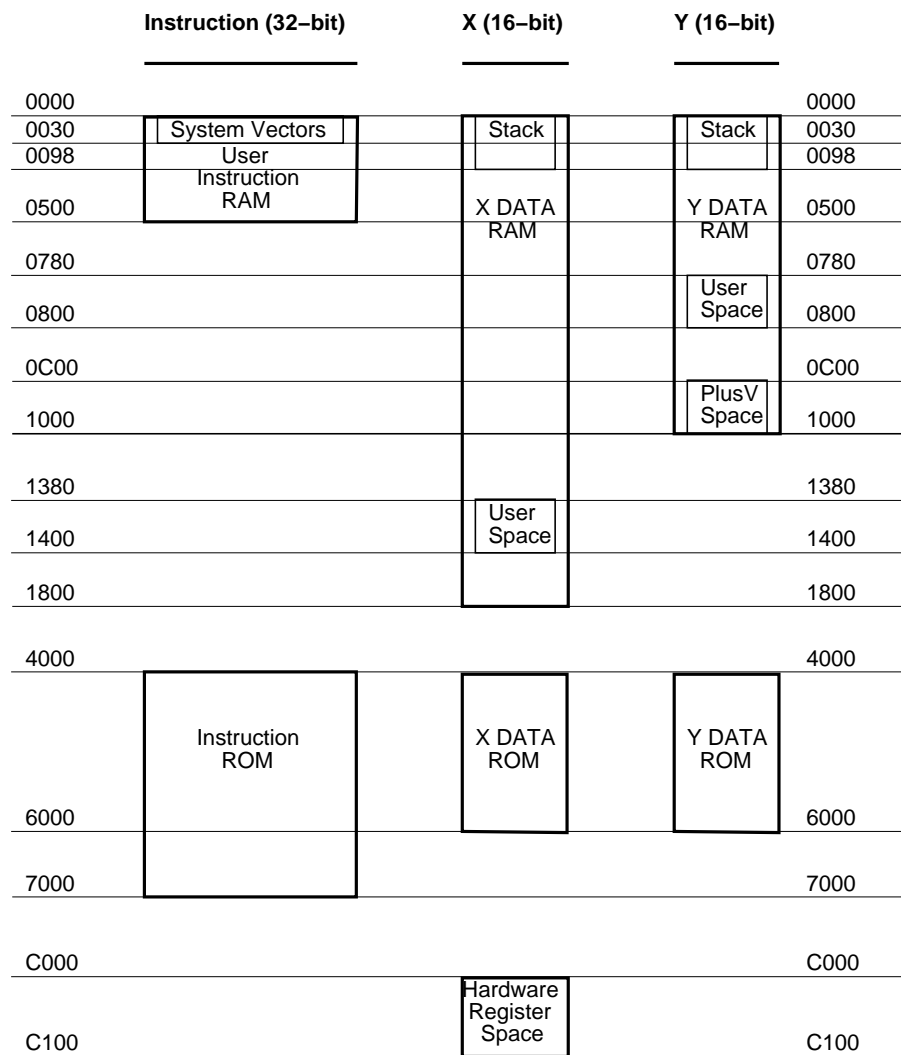 Instruction (32−bit) X (16−bit) Y (16−bit)
0000 0000
0030 System Vectors Stack Stack 0030
0098 User 0098
Instruction
RAM
0500 X DATA Y DATA 0500
RAM RAM
0780 0780
User
Space
0800 0800
0C00 0C00
PlusV
Space
1000 1000
1380 1380
User
Space
1400 1400
1800 1800
4000 4000
Instruction X DATA Y DATA
ROM ROM ROM
6000 6000
7000 7000
C000 C000
Hardware
Register
Space
C100 C100